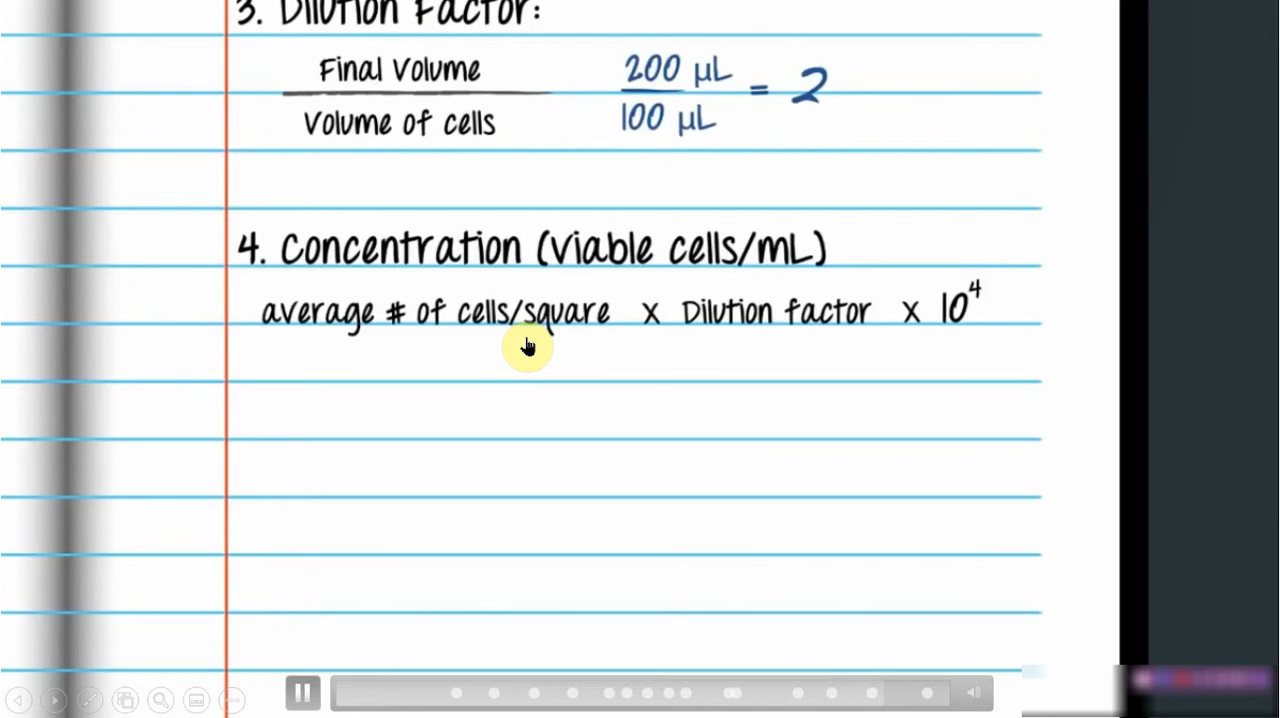 3. Dilution Factor:
Final Volume
Volume of cells
200 µL
100 µL
= 2
4. Concentration (Viable cells/mL)
average # of cells/square x Dilution factor x 10⁴